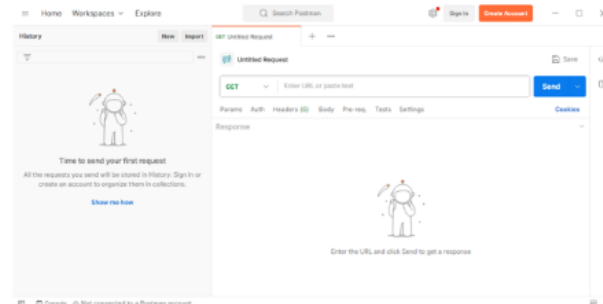 Home Workspaces Explore Search Postman Sign In Create Account
History New Import GET Untitled Request
Untitled Request Save
GET Enter URL or paste text Send
Params Auth Headers (6) Body Pre-req. Tests Settings Cookies
Response
Time to send your first request
All the requests you send will be stored in History. Sign in or
create an account to organize them in collections.
Show me how
Enter the URL and click Send to get a response
Console Not connected to a Postman account